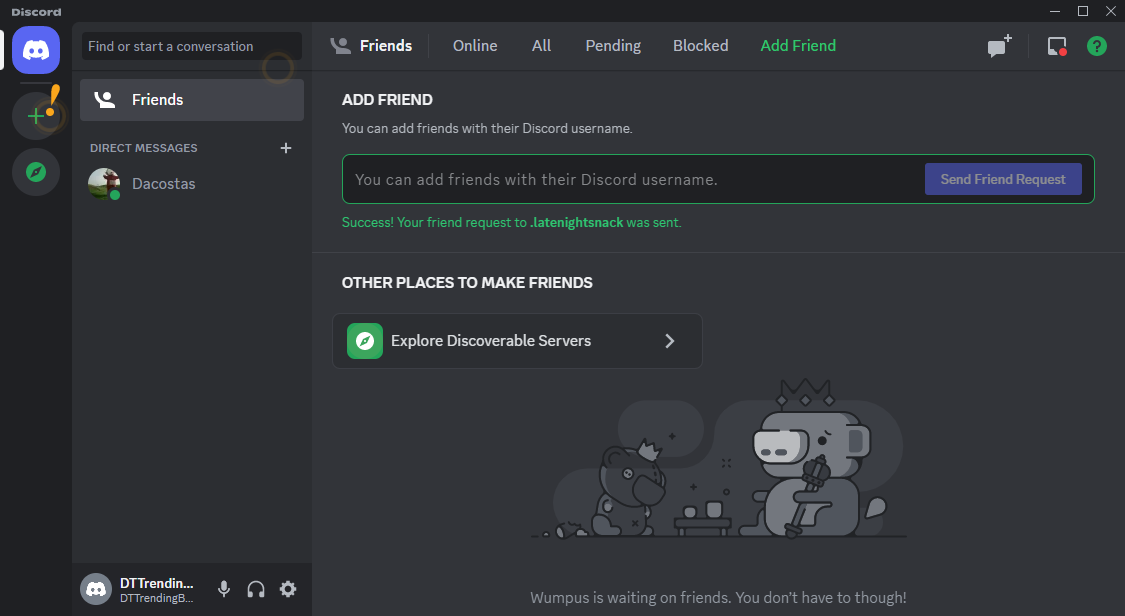 Discord
Find or start a conversation
Friends
DIRECT MESSAGES
Dacostas
DTTrendin...
DTTrendingB...
Friends
Online
All
Pending
Blocked
Add Friend
ADD FRIEND
You can add friends with their Discord username.
You can add friends with their Discord username.
Send Friend Request
Success! Your friend request to .latenightsnack was sent.
OTHER PLACES TO MAKE FRIENDS
Explore Discoverable Servers
Wumpus is waiting on friends. You don't have to though!